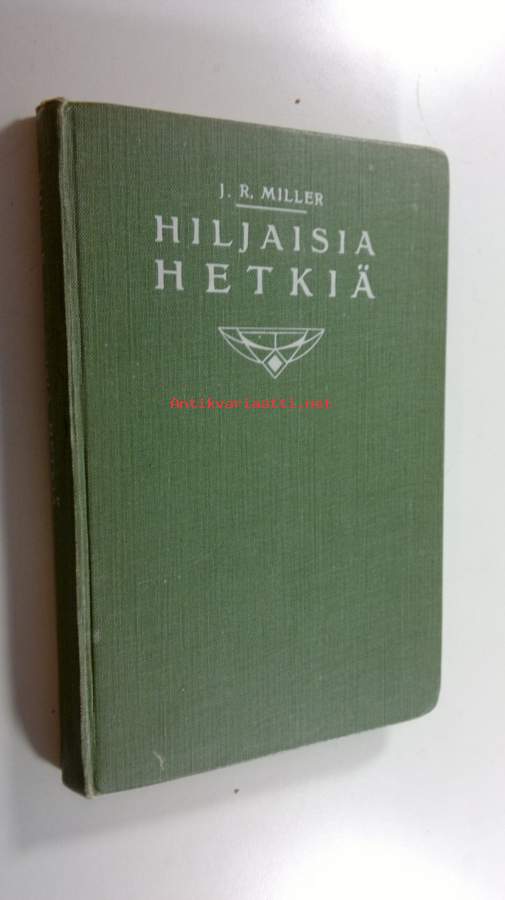 J. R. MILLER
HILJAISIA
HETKIÄ
Antikvariaatti.net